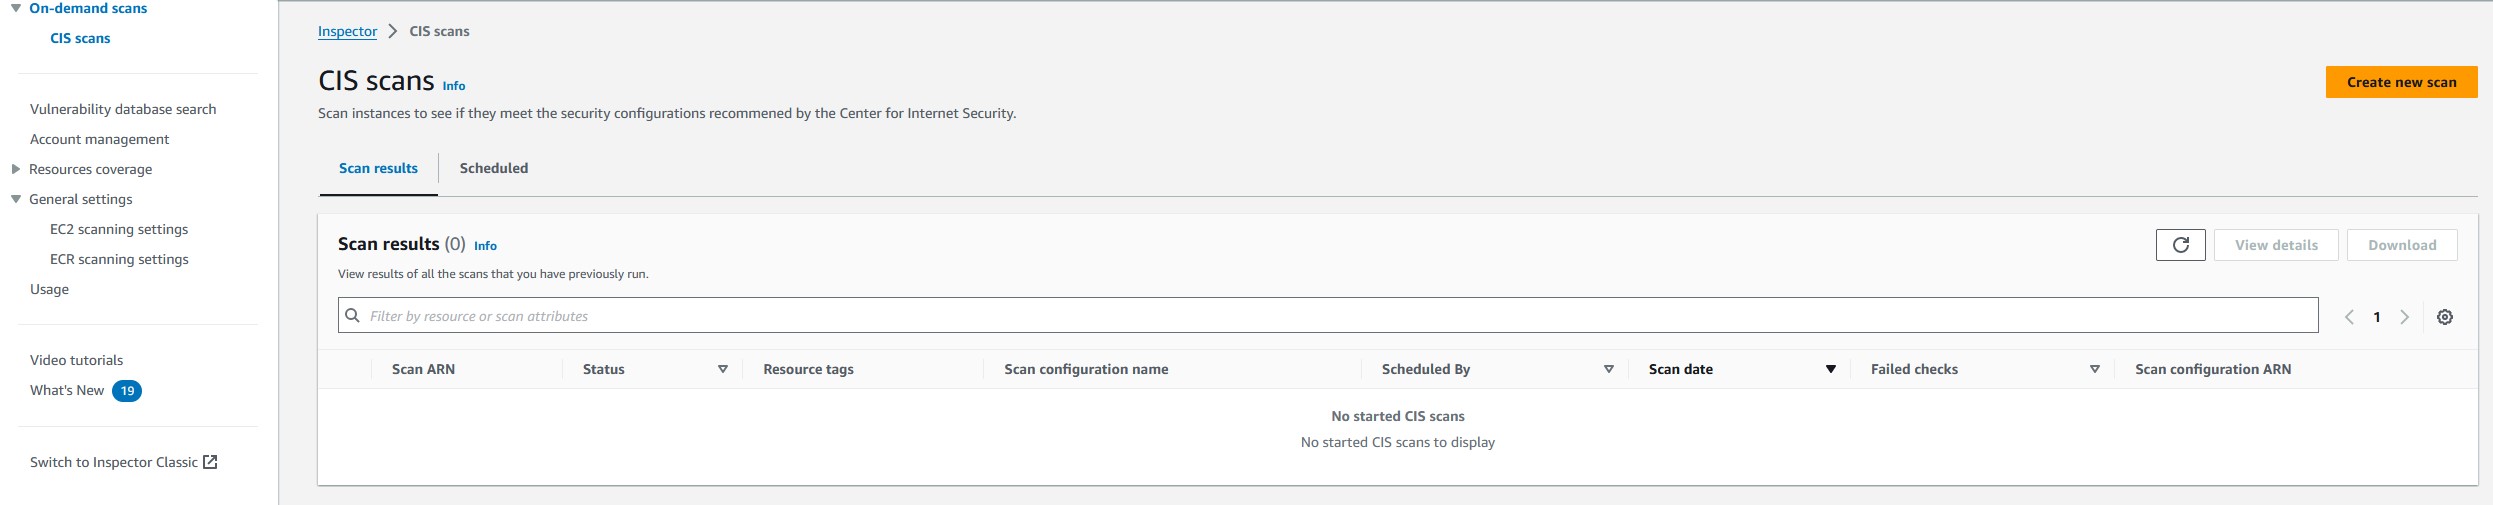 On-demand scans
CIS scans
Vulnerability database search
Account management
Resources coverage
General settings
EC2 scanning settings
ECR scanning settings
Usage
Video tutorials
What's New 19
Switch to Inspector Classic
Inspector CIS scans
CIS scans Info
Create new scan
Scan instances to see if they meet the security configurations recommened by the Center for Internet Security.
Scan results Scheduled
Scan results (0) Info
View details Download
View results of all the scans that you have previously run.
Filter by resource or scan attributes
1
Scan ARN Status Resource tags Scan configuration name Scheduled By Scan date Failed checks Scan configuration ARN
No started CIS scans
No started CIS scans to display